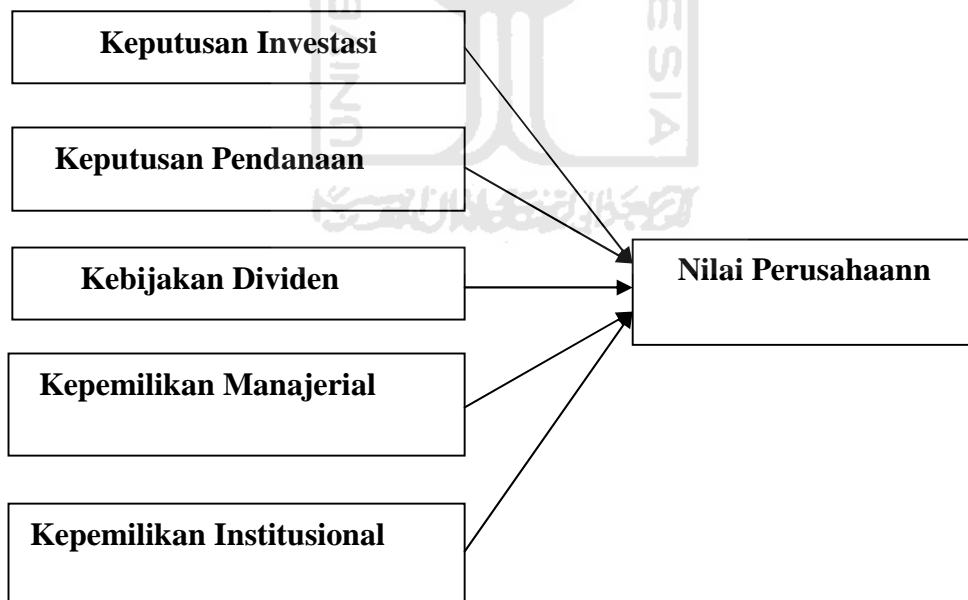 Keputusan Investasi
Keputusan Pendanaan
Kebijakan Dividen
Nilai Perusahaann
Kepemilikan Manajerial
Kepemilikan Institusional